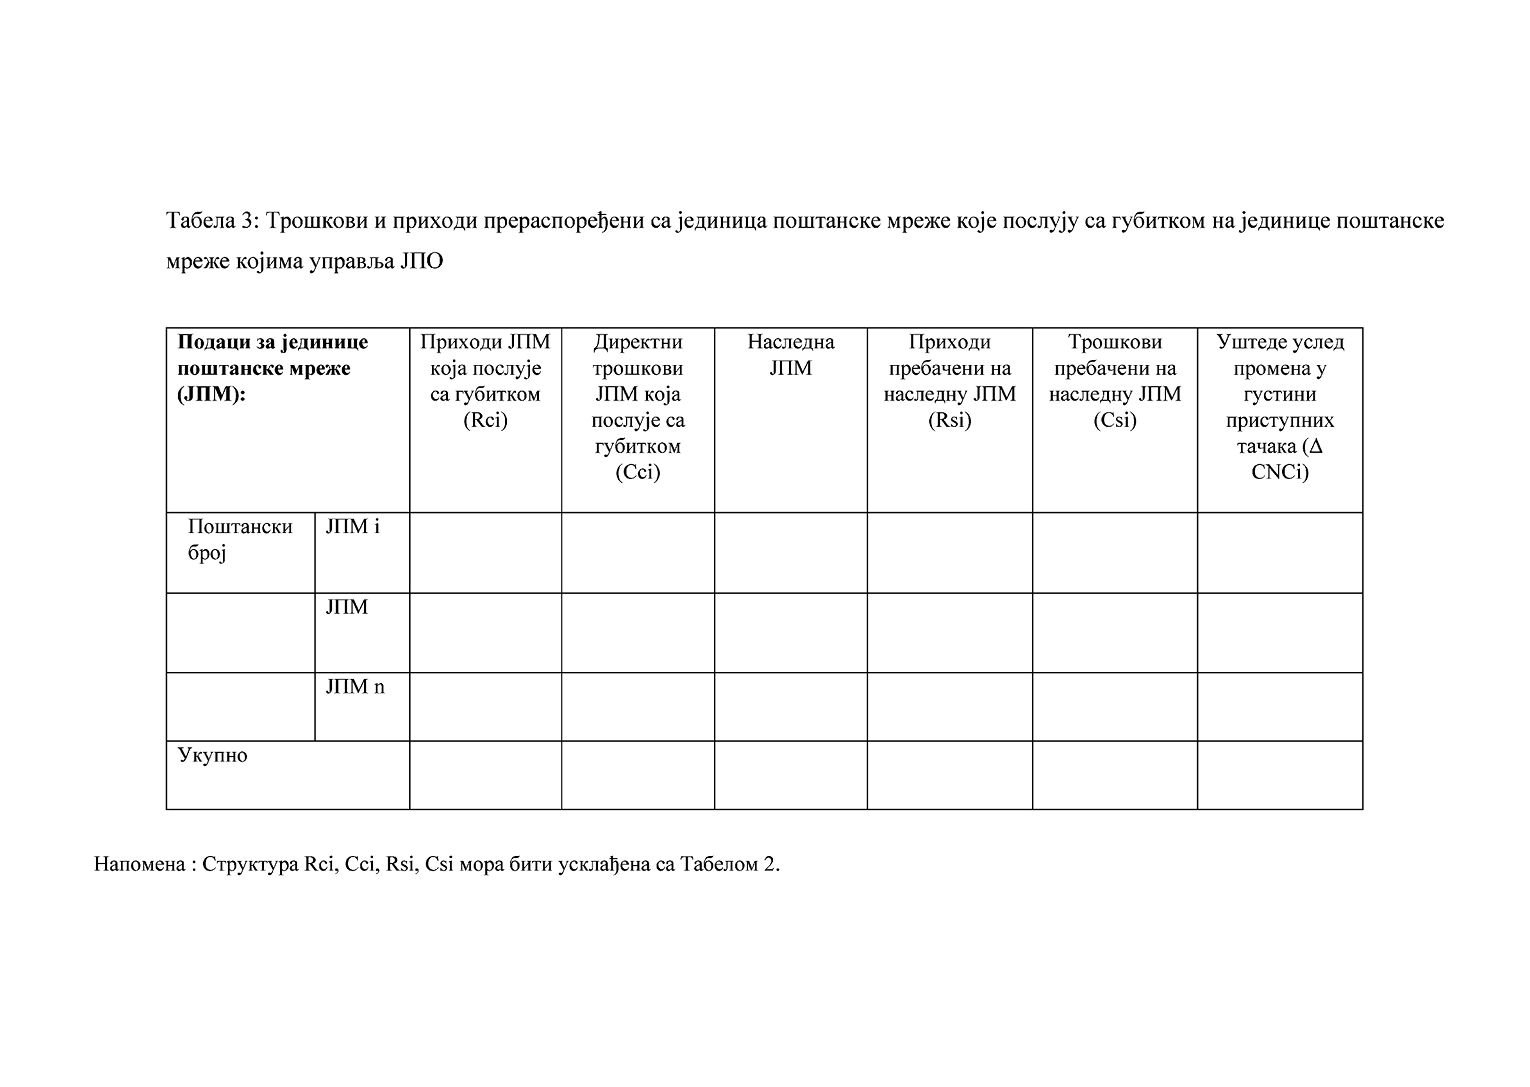 Табела 3: Трошкови и приходи прераспоређени са јединица поштанске мреже које послују са губитком на јединице поштанске
мреже којима управља ЈПО
Подаци за јединице
поштанске мреже
(ЈПМ):
Приходи ЈПМ
која послује
са губитком
(Rci)
Директни
трошкови
ЈПМ која
послује са
губитком
(Cci)
Наследна
ЈПМ
Приходи
пребачени на
наследну ЈПМ
(Rsi)
Трошкови
пребачени на
наследну ЈПМ
(Csi)
Уштеде услед
промена у
густини
приступних
тачака (Δ
CNCi)
Поштански
број
ЈПМ i
ЈПМ
ЈПМ n
Укупно
Напомена : Структура Rci, Cci, Rsi, Csi мора бити усклађена са Табелом 2.